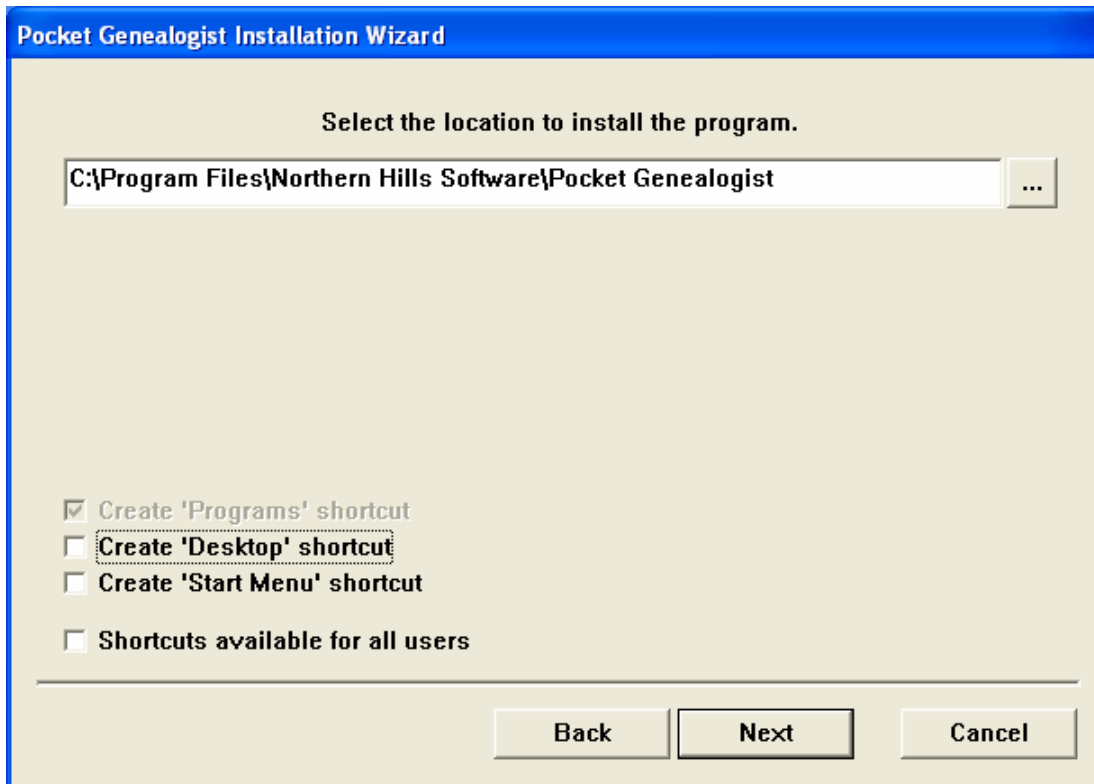 Pocket Genealogist Installation Wizard
Select the location to install the program.
C:\Program Files\Northern Hills Software\Pocket Genealogist
...
Create 'Programs' shortcut
Create 'Desktop' shortcut
Create 'Start Menu' shortcut
Shortcuts available for all users
Back Next Cancel